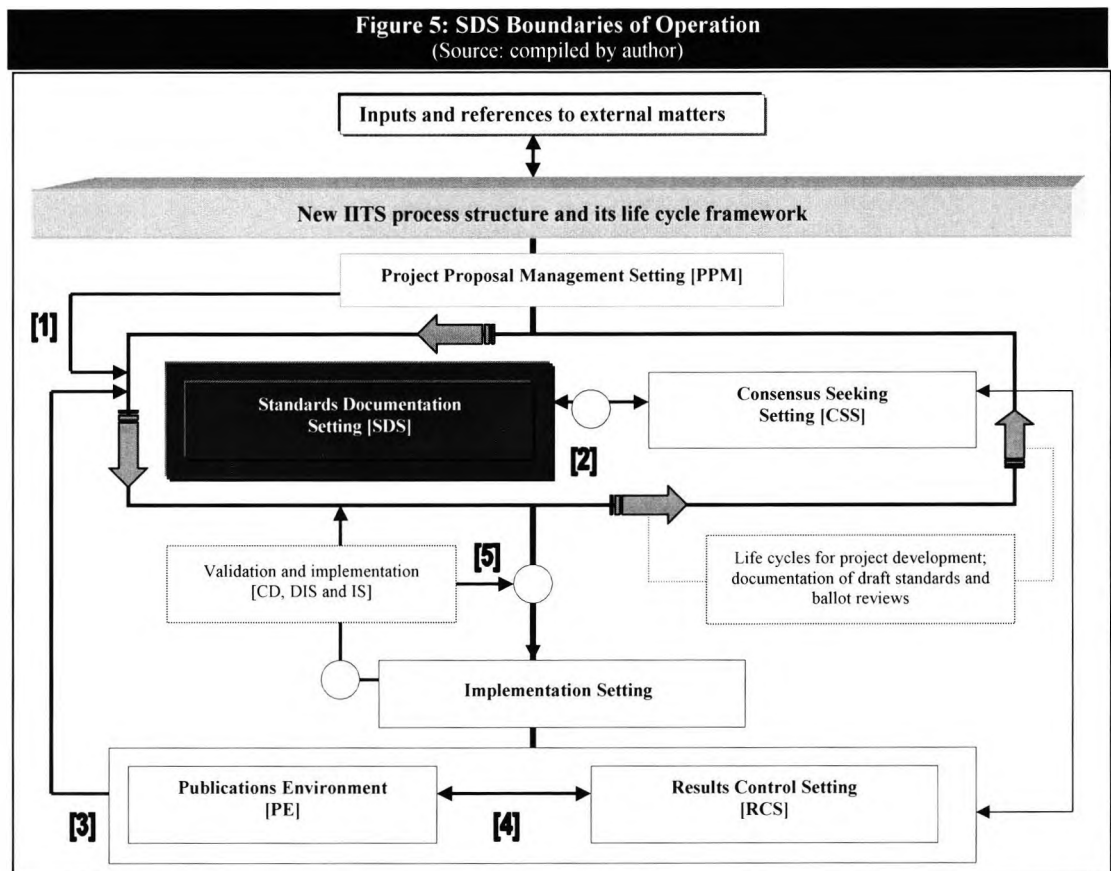 Figure 5: SDS Boundaries of Operation
(Source: compiled by author)
Inputs and references to external matters
New IITS process structure and its life cycle framework
Project Proposal Management Setting [PPM]
[1]
Standards Documentation
Setting [SDS]
Consensus Seeking
Setting [CSS]
[2]
[5]
Validation and implementation
[CD, DIS and IS]
Life cycles for project development;
documentation of draft standards and
ballot reviews
Implementation Setting
Publications Environment
[PE]
Results Control Setting
[RCS]
[3]
[4]